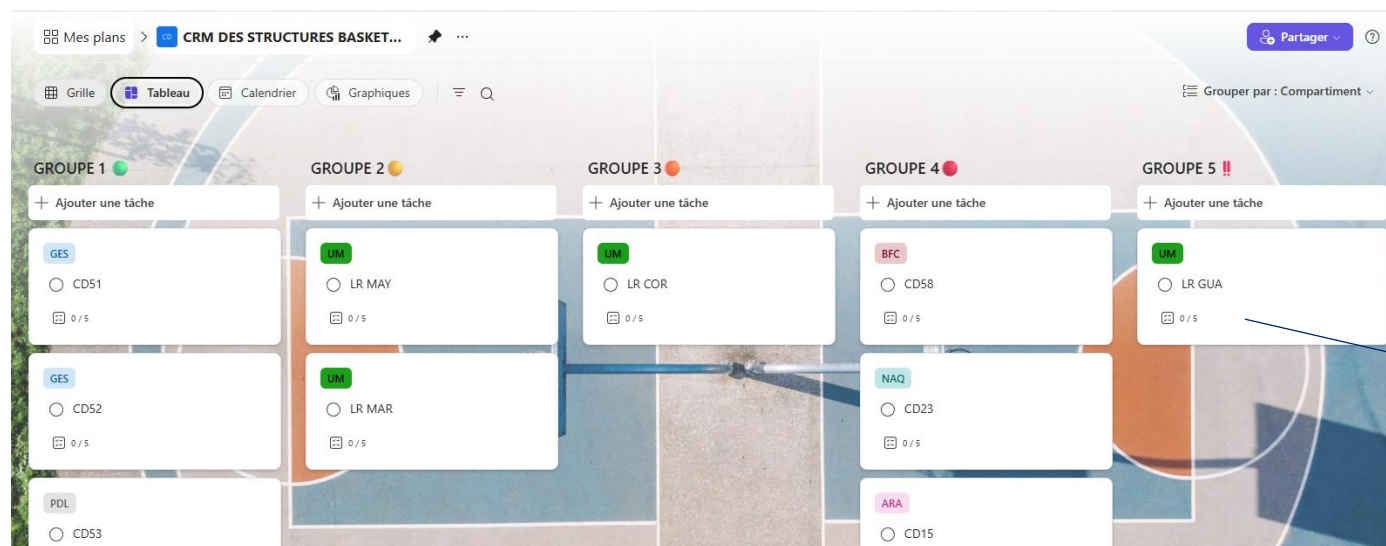 Mes plans > CD CRM DES STRUCTURES BASKET... ...
Partager
Grille Tableau Calendrier Graphiques
Grouper par : Compartiment
GROUPE 1
Ajouter une tâche
GES
CD51
0 / 5
GES
CD52
0 / 5
PDL
CD53
GROUPE 2
Ajouter une tâche
UM
LR MAY
0 / 5
UM
LR MAR
0 / 5
GROUPE 3
Ajouter une tâche
UM
LR COR
0 / 5
GROUPE 4
Ajouter une tâche
BFC
CD58
0 / 5
NAQ
CD23
0 / 5
ARA
CD15
GROUPE 5 ‼
Ajouter une tâche
UM
LR GUA
0 / 5